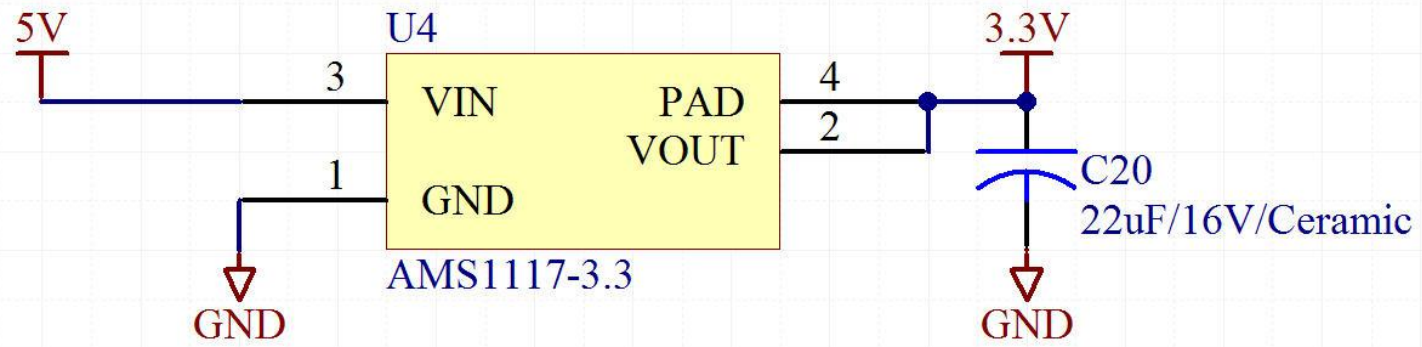 5V
U4
3.3V
3
VIN
PAD
4
VOUT
2
1
GND
C20
22uF/16V/Ceramic
AMS1117-3.3
GND
GND